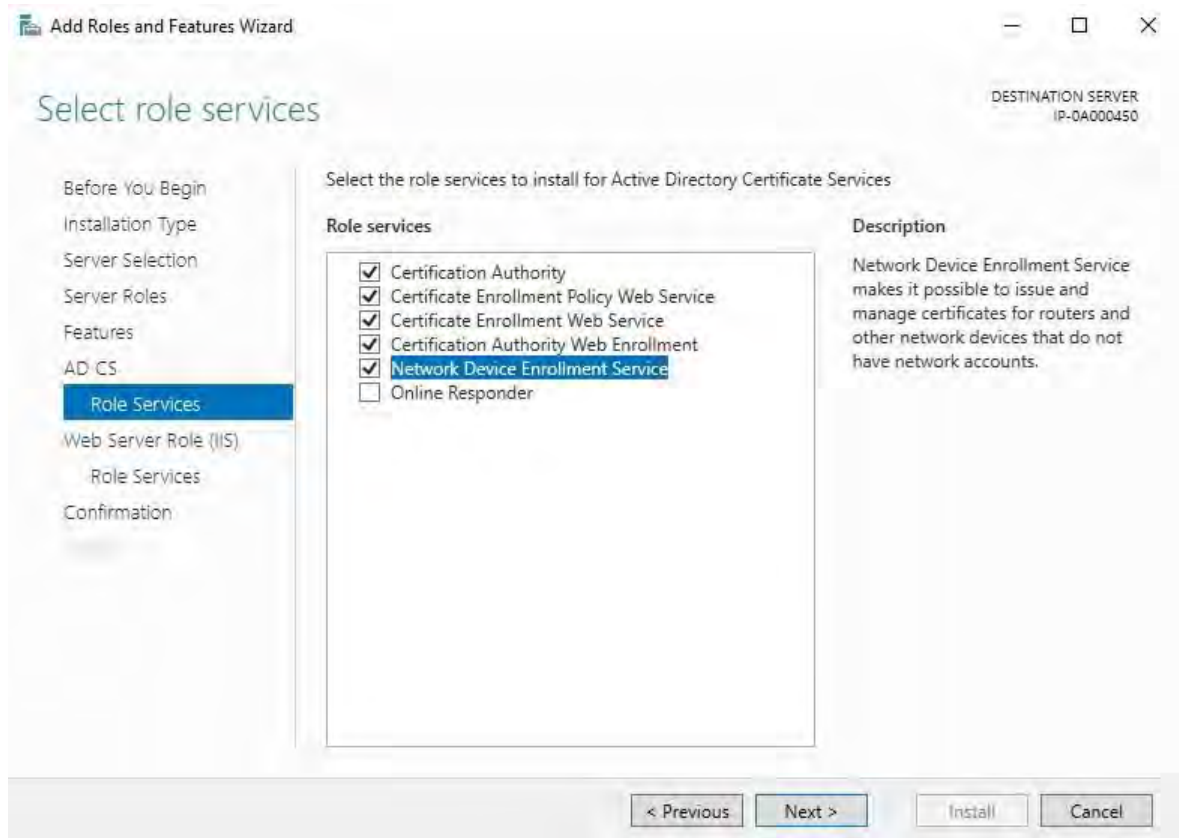 Add Roles and Features Wizard
Select role services
DESTINATION SERVER
IP-0A000450
Before You Begin
Installation Type
Server Selection
Server Roles
Features
AD CS
Role Services
Web Server Role (IIS)
Role Services
Confirmation
Select the role services to install for Active Directory Certificate Services
Role services
Certification Authority
Certificate Enrollment Policy Web Service
Certificate Enrollment Web Service
Certification Authority Web Enrollment
Network Device Enrollment Service
Online Responder
Description
Network Device Enrollment Service
makes it possible to issue and
manage certificates for routers and
other network devices that do not
have network accounts.
< Previous
Next >
Install
Cancel